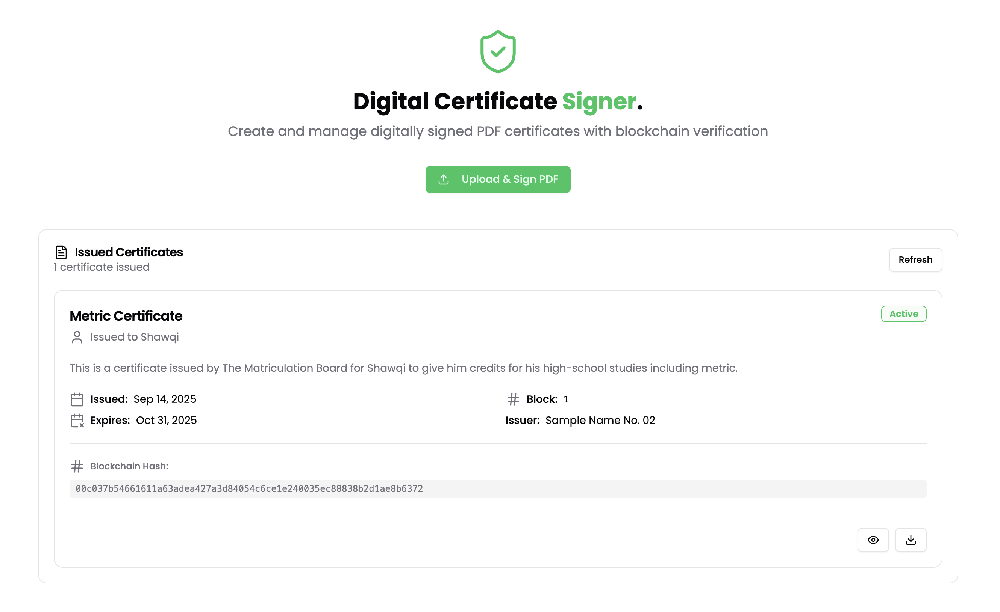 Digital Certificate Signer.
Create and manage digitally signed PDF certificates with blockchain verification
Upload & Sign PDF
Issued Certificates
1 certificate issued
Refresh
Metric Certificate
Active
Issued to Shawqi
This is a certificate issued by The Matriculation Board for Shawqi to give him credits for his high-school studies including metric.
Issued: Sep 14, 2025
Block: 1
Expires: Oct 31, 2025
Issuer: Sample Name No. 02
Blockchain Hash:
00c037b54661611a63adea427a3d84054c6ce1e240035ec88838b2d1ae8b6372